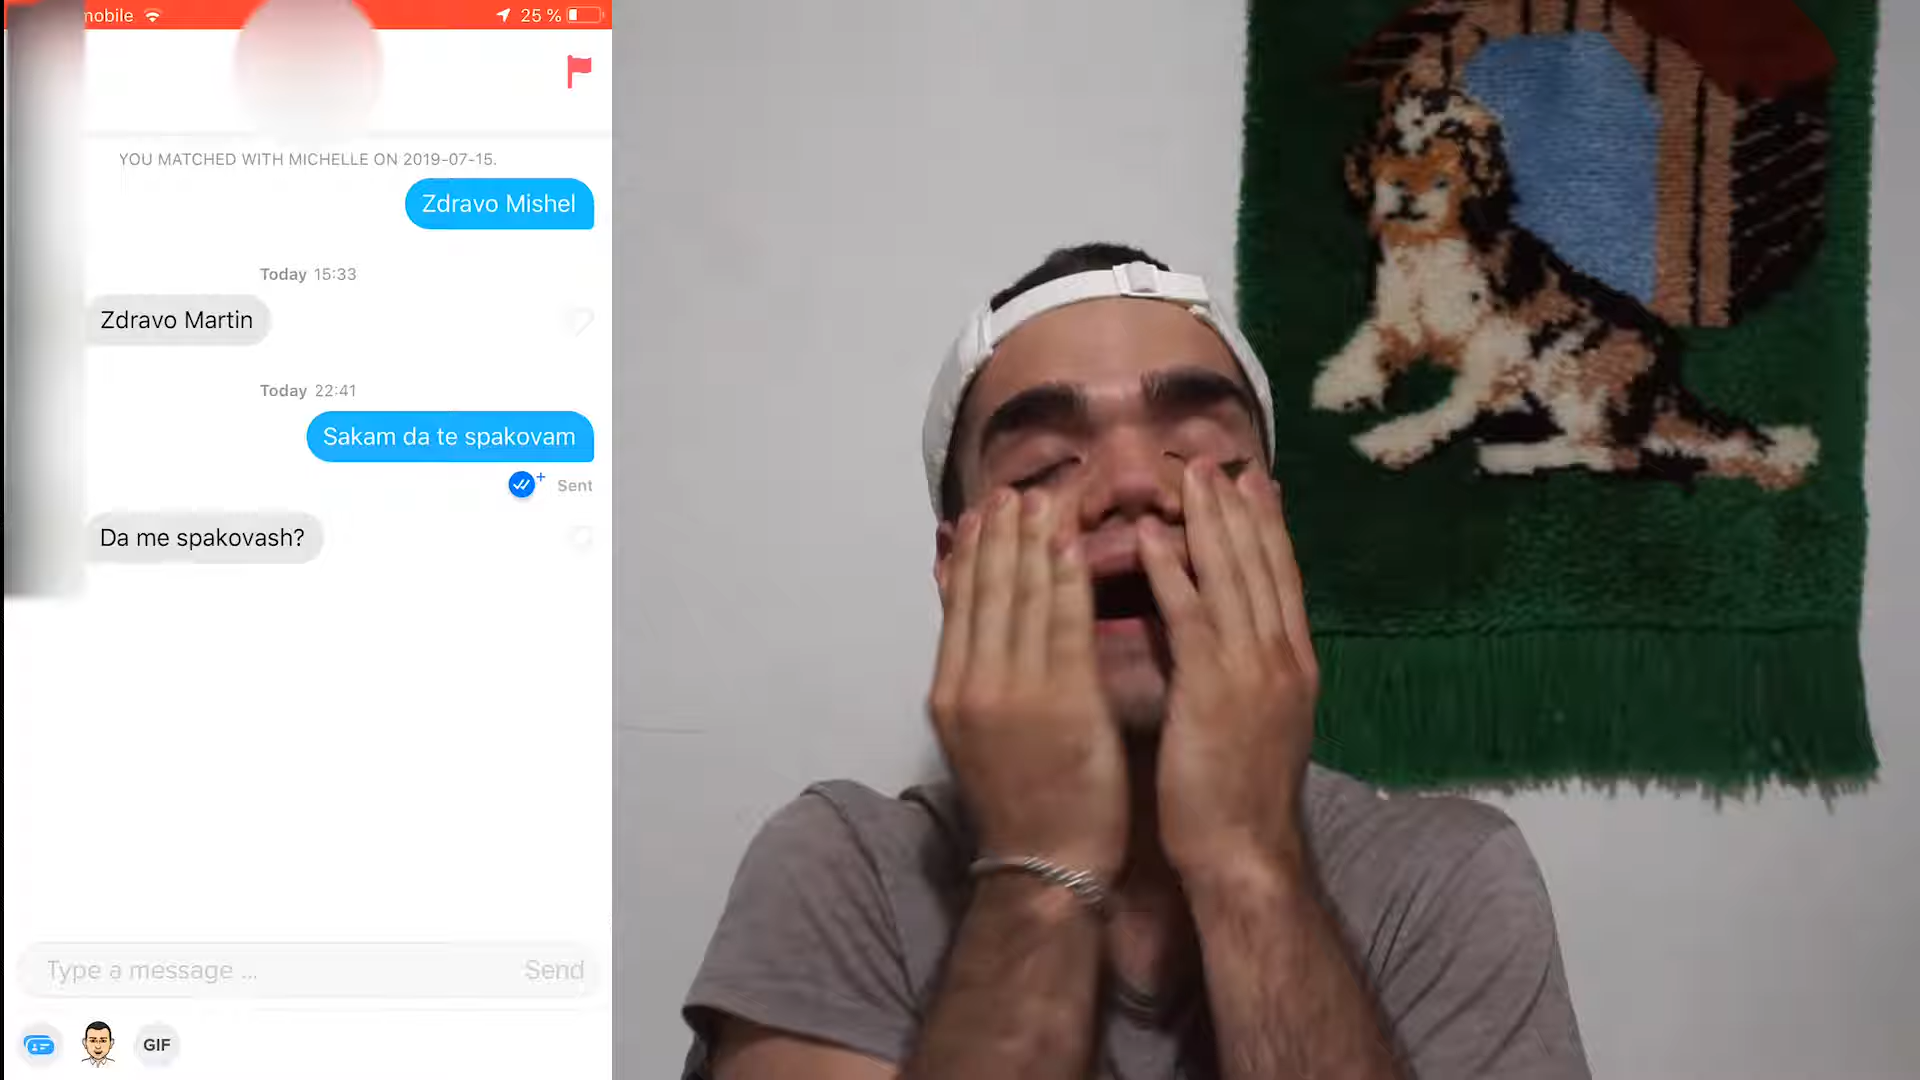 mobile
25 %
YOU MATCHED WITH MICHELLE ON 2019-07-15.
Zdravo Mishel
Today 15:33
Zdravo Martin
Today 22:41
Sakam da te spakovam
Sent
Da me spakovash?
Type a message ...
Send
GIF